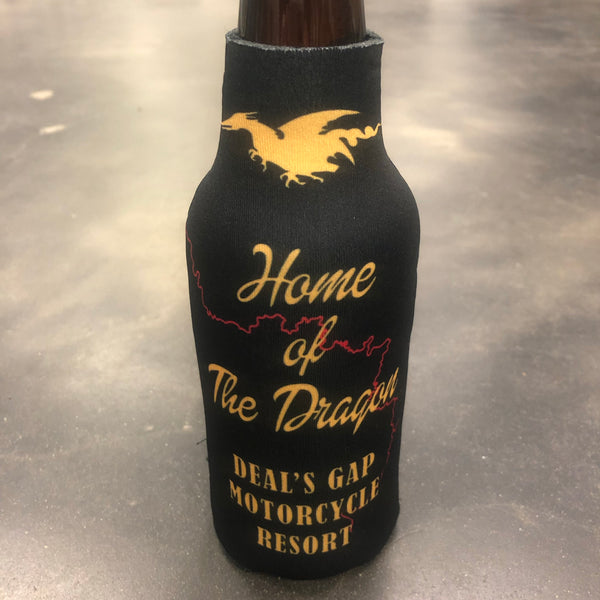 Home
of
The Dragon
DEAL'S GAP
MOTORCYCLE
RESORT